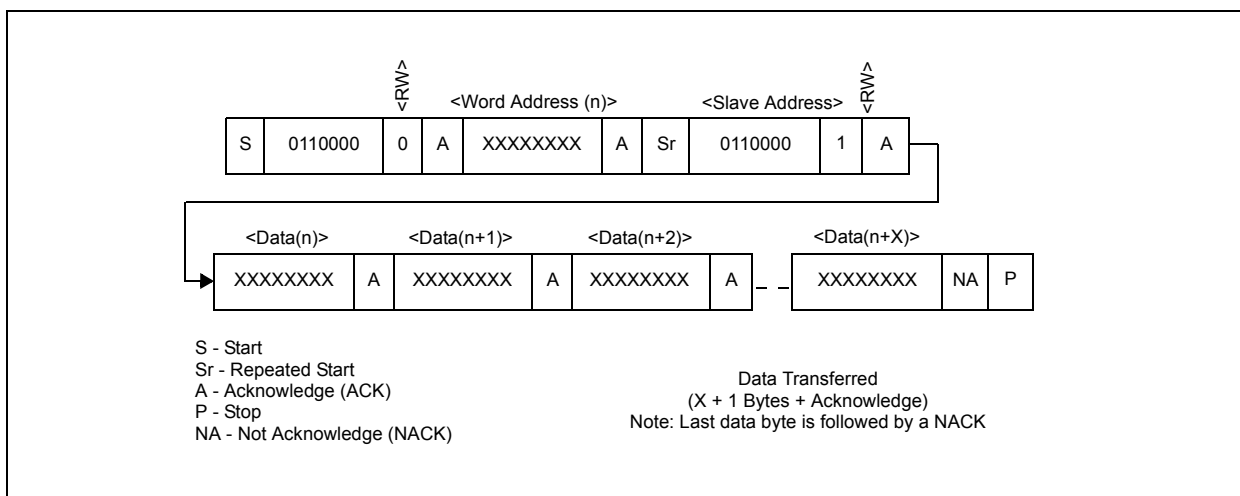 <RW>
<Word Address (n)>
<Slave Address>
<RW>
S 0110000 0 A XXXXXXXX A Sr 0110000 1 A
<Data(n)> <Data(n+1)> <Data(n+2)> <Data(n+X)>
XXXXXXXX A XXXXXXXX A XXXXXXXX A XXXXXXXX NA P
S - Start
Sr - Repeated Start
A - Acknowledge (ACK)
P - Stop
NA - Not Acknowledge (NACK)
Data Transferred
(X + 1 Bytes + Acknowledge)
Note: Last data byte is followed by a NACK